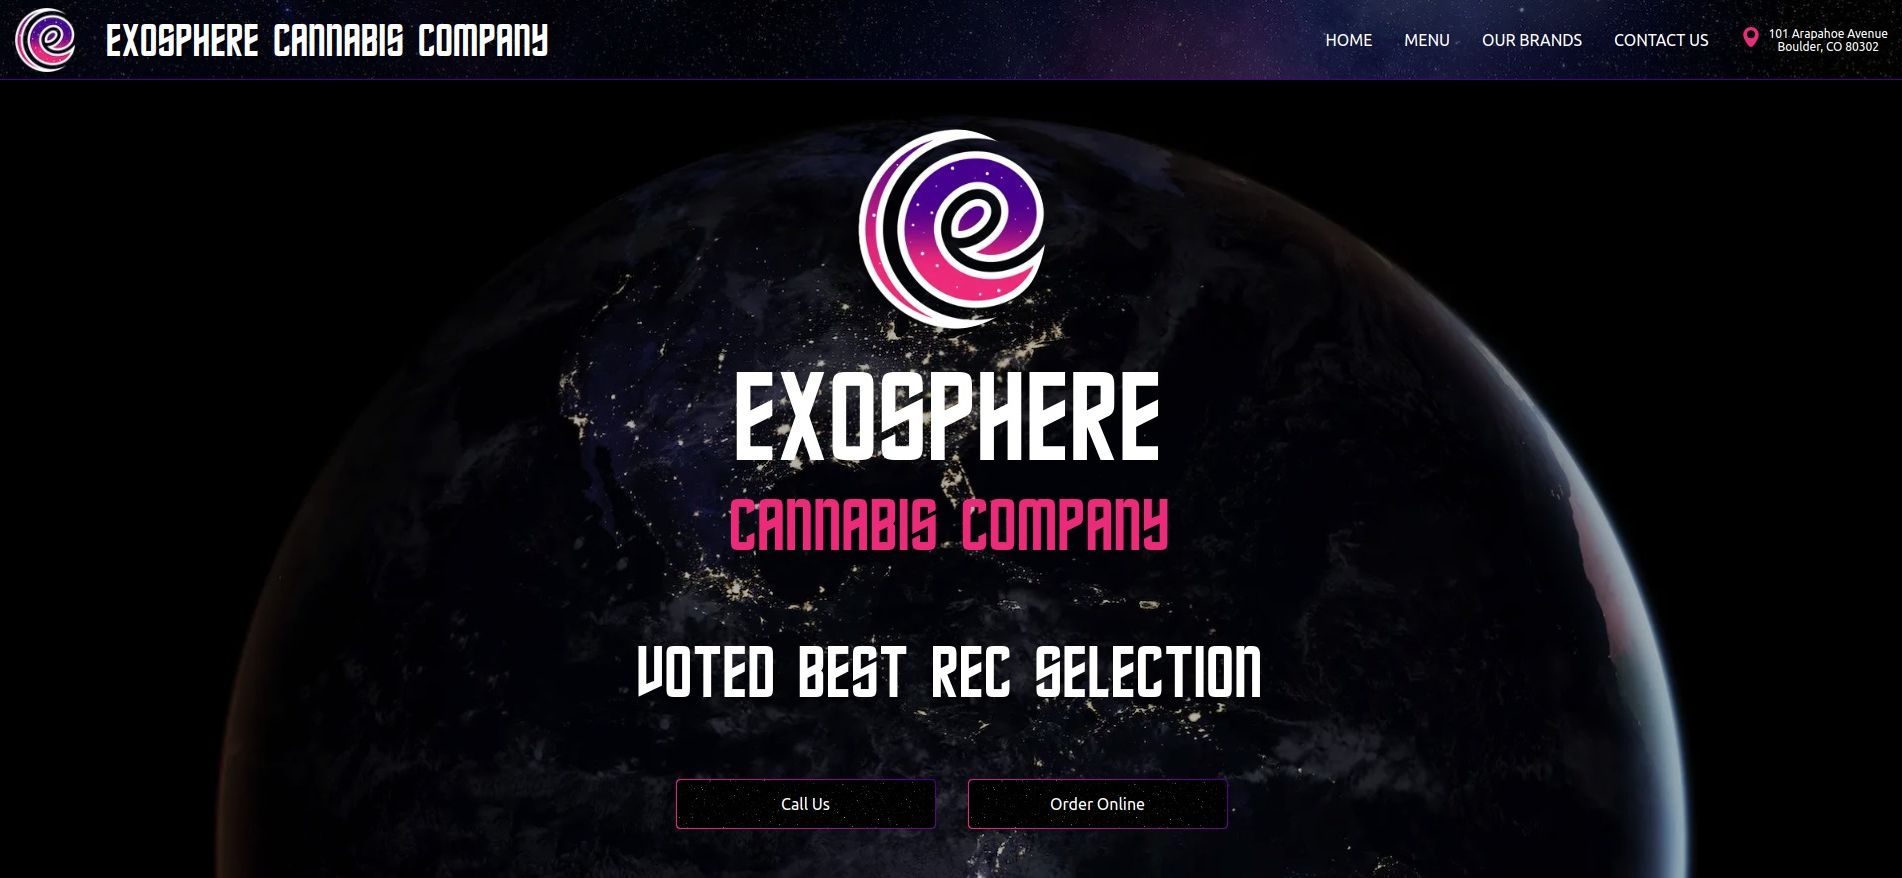 EXOSPHERE CANNABIS COMPANY
HOME
MENU
OUR BRANDS
CONTACT US
101 Arapahoe Avenue
Boulder, CO 80302
EXOSPHERE
CANNABIS COMPANY
VOTED BEST REC SELECTION
Call Us
Order Online